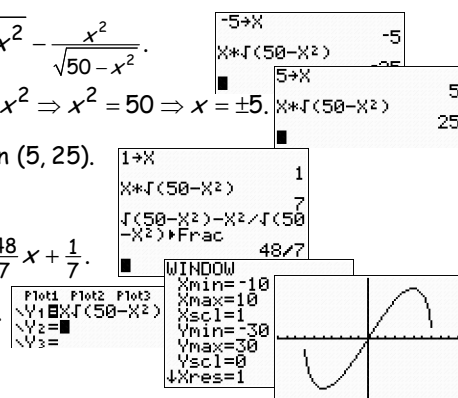 x² − x²/√(50 − x²).
-5→X
-5
X*√(50-X²)
x² ⇒ x² = 50 ⇒ x = ±5.
5→X
5
X*√(50-X²)
25
(5, 25).
1→X
1
X*√(50-X²)
7
√(50-X²)-X²/√(50
-X²)▶Frac
48/7
48/7 x + 1/7.
Plot1 Plot2 Plot3
\Y₁=X√(50-X²)
\Y₂=
\Y₃=
WINDOW
Xmin=-10
Xmax=10
Xscl=1
Ymin=-30
Ymax=30
Yscl=0
↓Xres=1